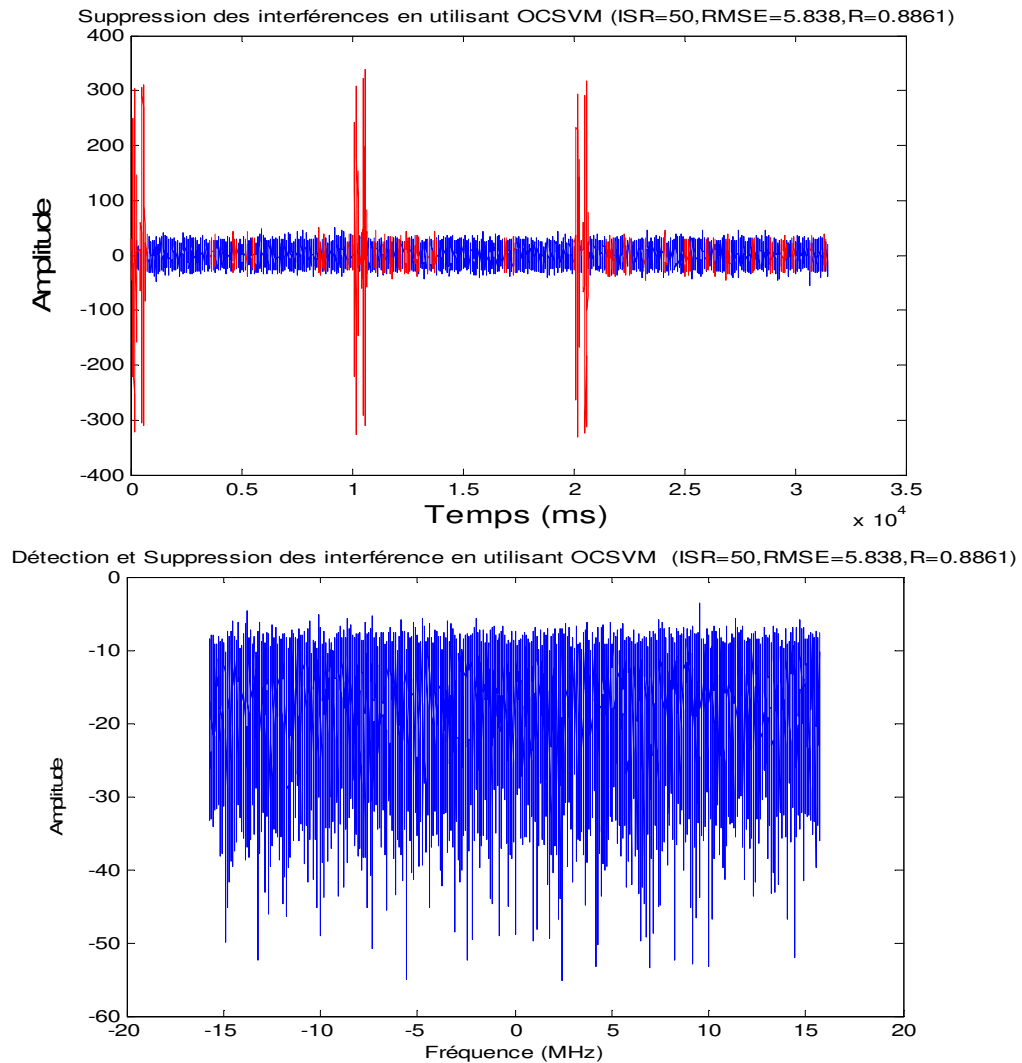 Suppression des interférences en utilisant OCSVM (ISR=50,RMSE=5.838,R=0.8861)
400
300
200
100
0
-100
-200
-300
-400
Amplitude
0 0.5 1 1.5 2 2.5 3 3.5
Temps (ms)
x 10^4
Détection et Suppression des interférence en utilisant OCSVM (ISR=50,RMSE=5.838,R=0.8861)
0
-10
-20
-30
-40
-50
-60
Amplitude
-20 -15 -10 -5 0 5 10 15 20
Fréquence (MHz)